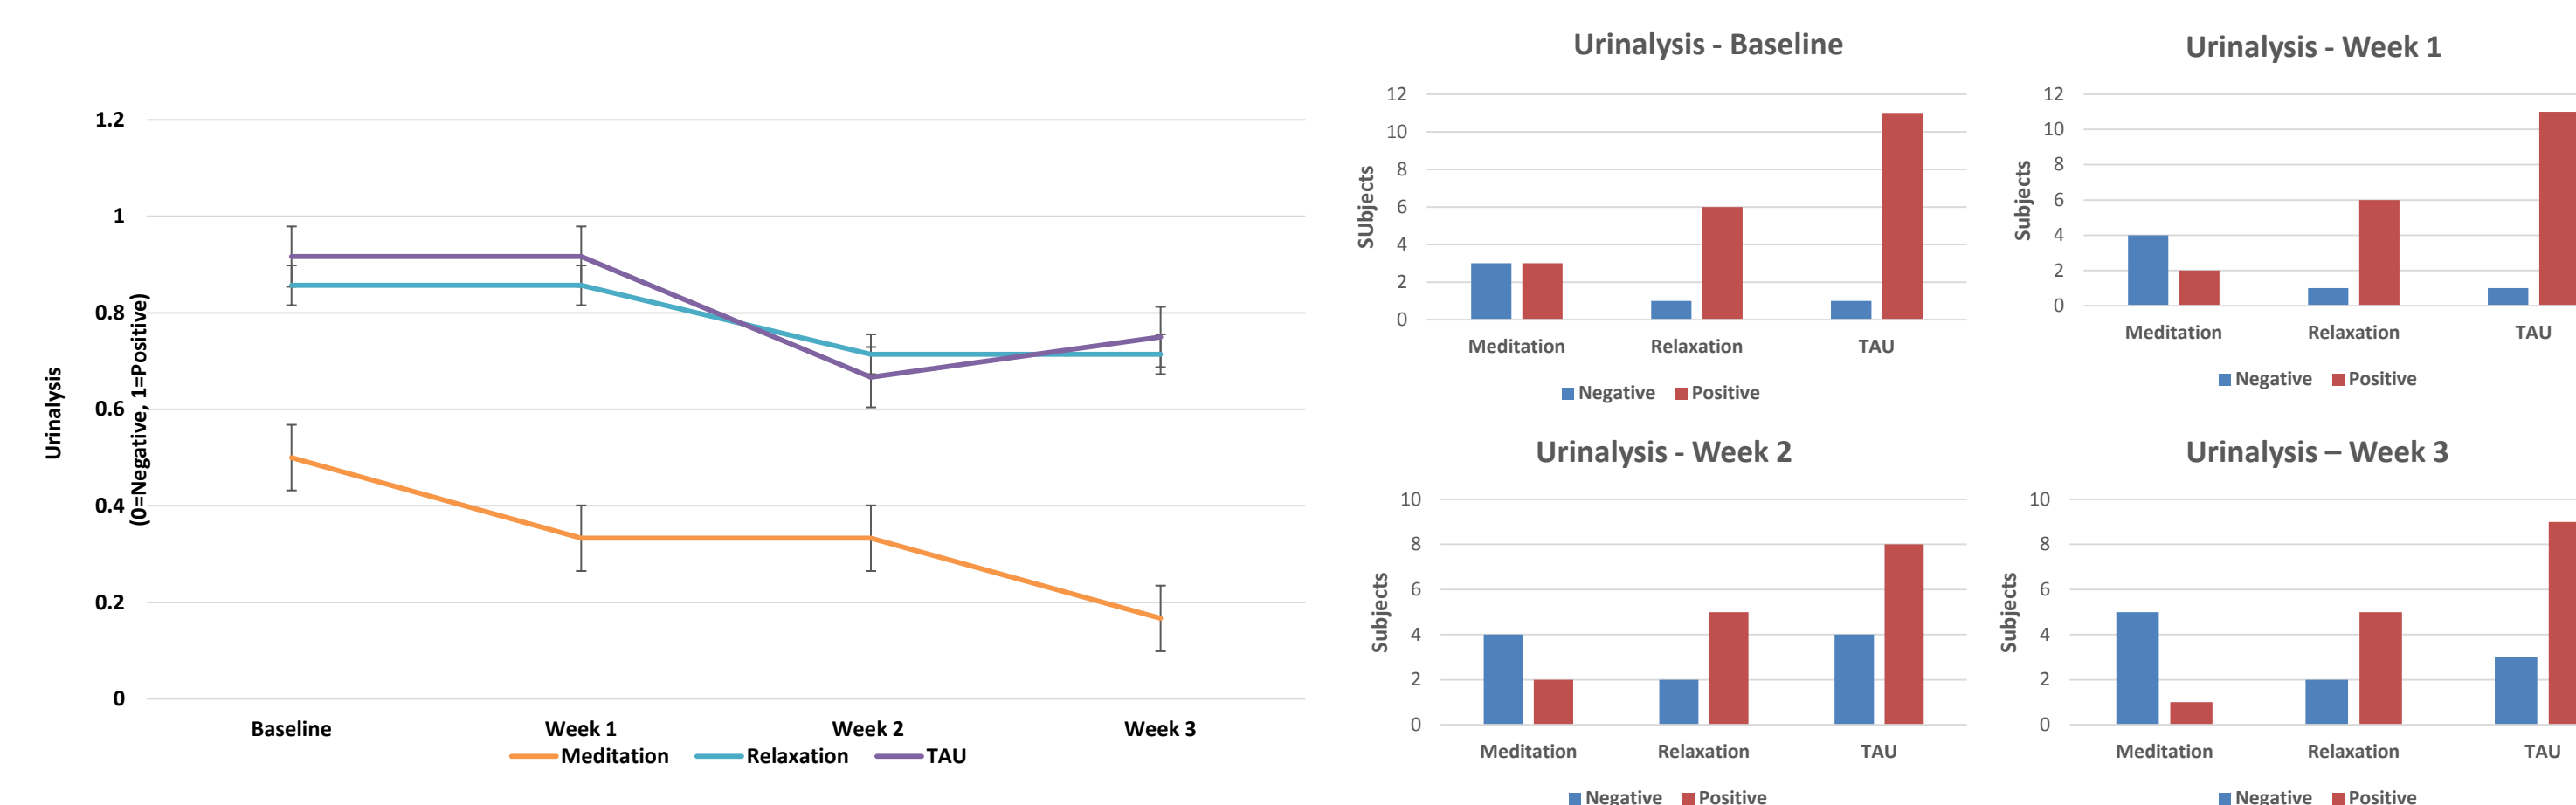 1.2
1
0.8
0.6
0.4
0.2
0
Urinalysis
(0=Negative, 1=Positive)
Baseline Week 1 Week 2 Week 3
Meditation Relaxation TAU
Urinalysis - Baseline
12
10
8
6
4
2
0
SUbjects
Meditation Relaxation TAU
Negative Positive
Urinalysis - Week 1
12
10
8
6
4
2
0
Subjects
Meditation Relaxation TAU
Negative Positive
Urinalysis - Week 2
10
8
6
4
2
0
Subjects
Meditation Relaxation TAU
Negative Positive
Urinalysis – Week 3
10
8
6
4
2
0
Subjects
Meditation Relaxation TAU
Negative Positive